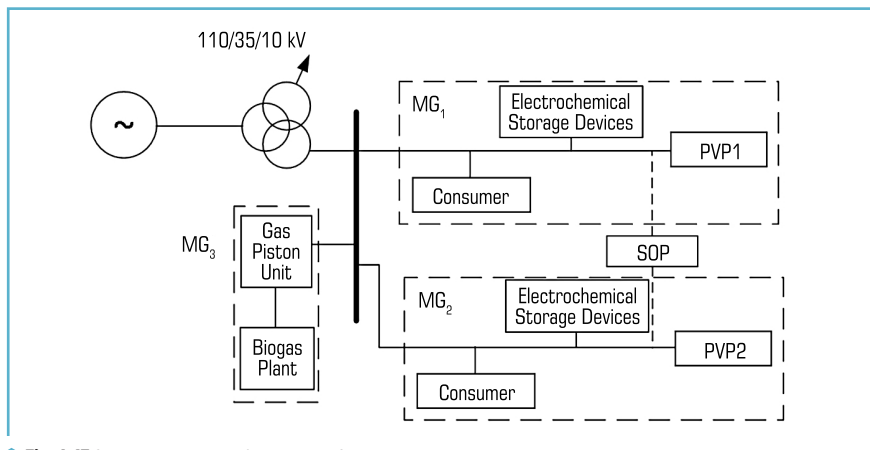 110/35/10 kV
~
MG1
Electrochemical
Storage Devices
PVP1
Consumer
SOP
MG3
Gas
Piston
Unit
Biogas
Plant
MG2
Electrochemical
Storage Devices
PVP2
Consumer